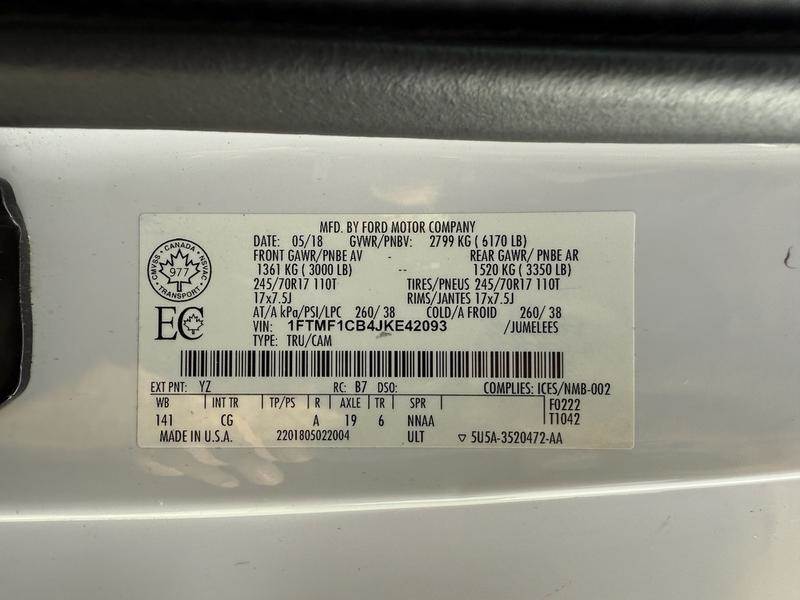 MFD. BY FORD MOTOR COMPANY
DATE: 05/18 GVWR/PNBV: 2799 KG ( 6170 LB)
FRONT GAWR/PNBE AV REAR GAWR/ PNBE AR
1361 KG ( 3000 LB) -- 1520 KG ( 3350 LB)
245/70R17 110T TIRES/PNEUS 245/70R17 110T
17x7.5J RIMS/JANTES 17x7.5J
AT/A kPa/PSI/LPC 260/ 38 COLD/A FROID 260/ 38
VIN: 1FTMF1CB4JKE42093 /JUMELEES
TYPE: TRU/CAM
CANADA
CMVSS • NSVAC
977
TRANSPORT
EC
EXT PNT: YZ RC: B7 DSO: COMPLIES: ICES/NMB-002
WB INT TR TP/PS R AXLE TR SPR F0222
141 CG A 19 6 NNAA T1042
MADE IN U.S.A. 2201805022004 ULT ▽ 5U5A-3520472-AA